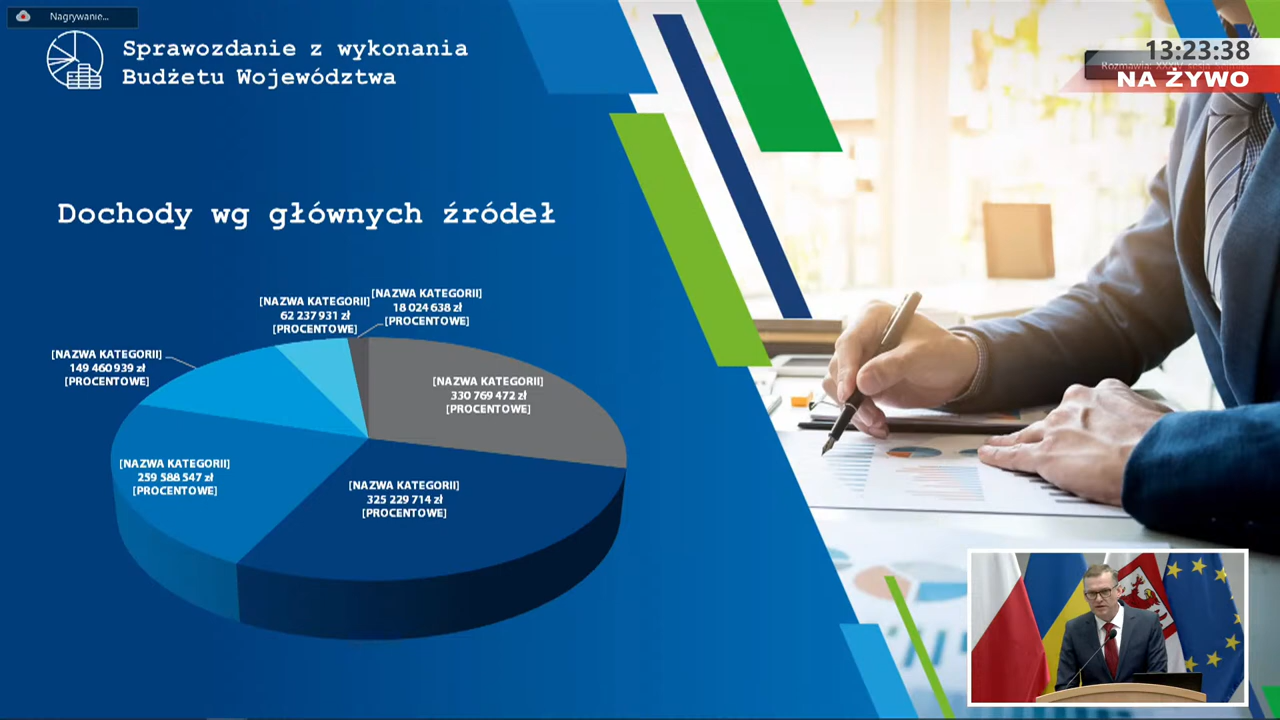 Nagrywanie...
Sprawozdanie z wykonania
Budżetu Województwa
13:23:38
NA ŻYWO
Dochody wg głównych źródeł
[NAZWA KATEGORII]
62 237 931 zł
[PROCENTOWE]
[NAZWA KATEGORII]
18 024 638 zł
[PROCENTOWE]
[NAZWA KATEGORII]
149 460 939 zł
[PROCENTOWE]
[NAZWA KATEGORII]
330 769 472 zł
[PROCENTOWE]
[NAZWA KATEGORII]
259 588 547 zł
[PROCENTOWE]
[NAZWA KATEGORII]
325 229 714 zł
[PROCENTOWE]